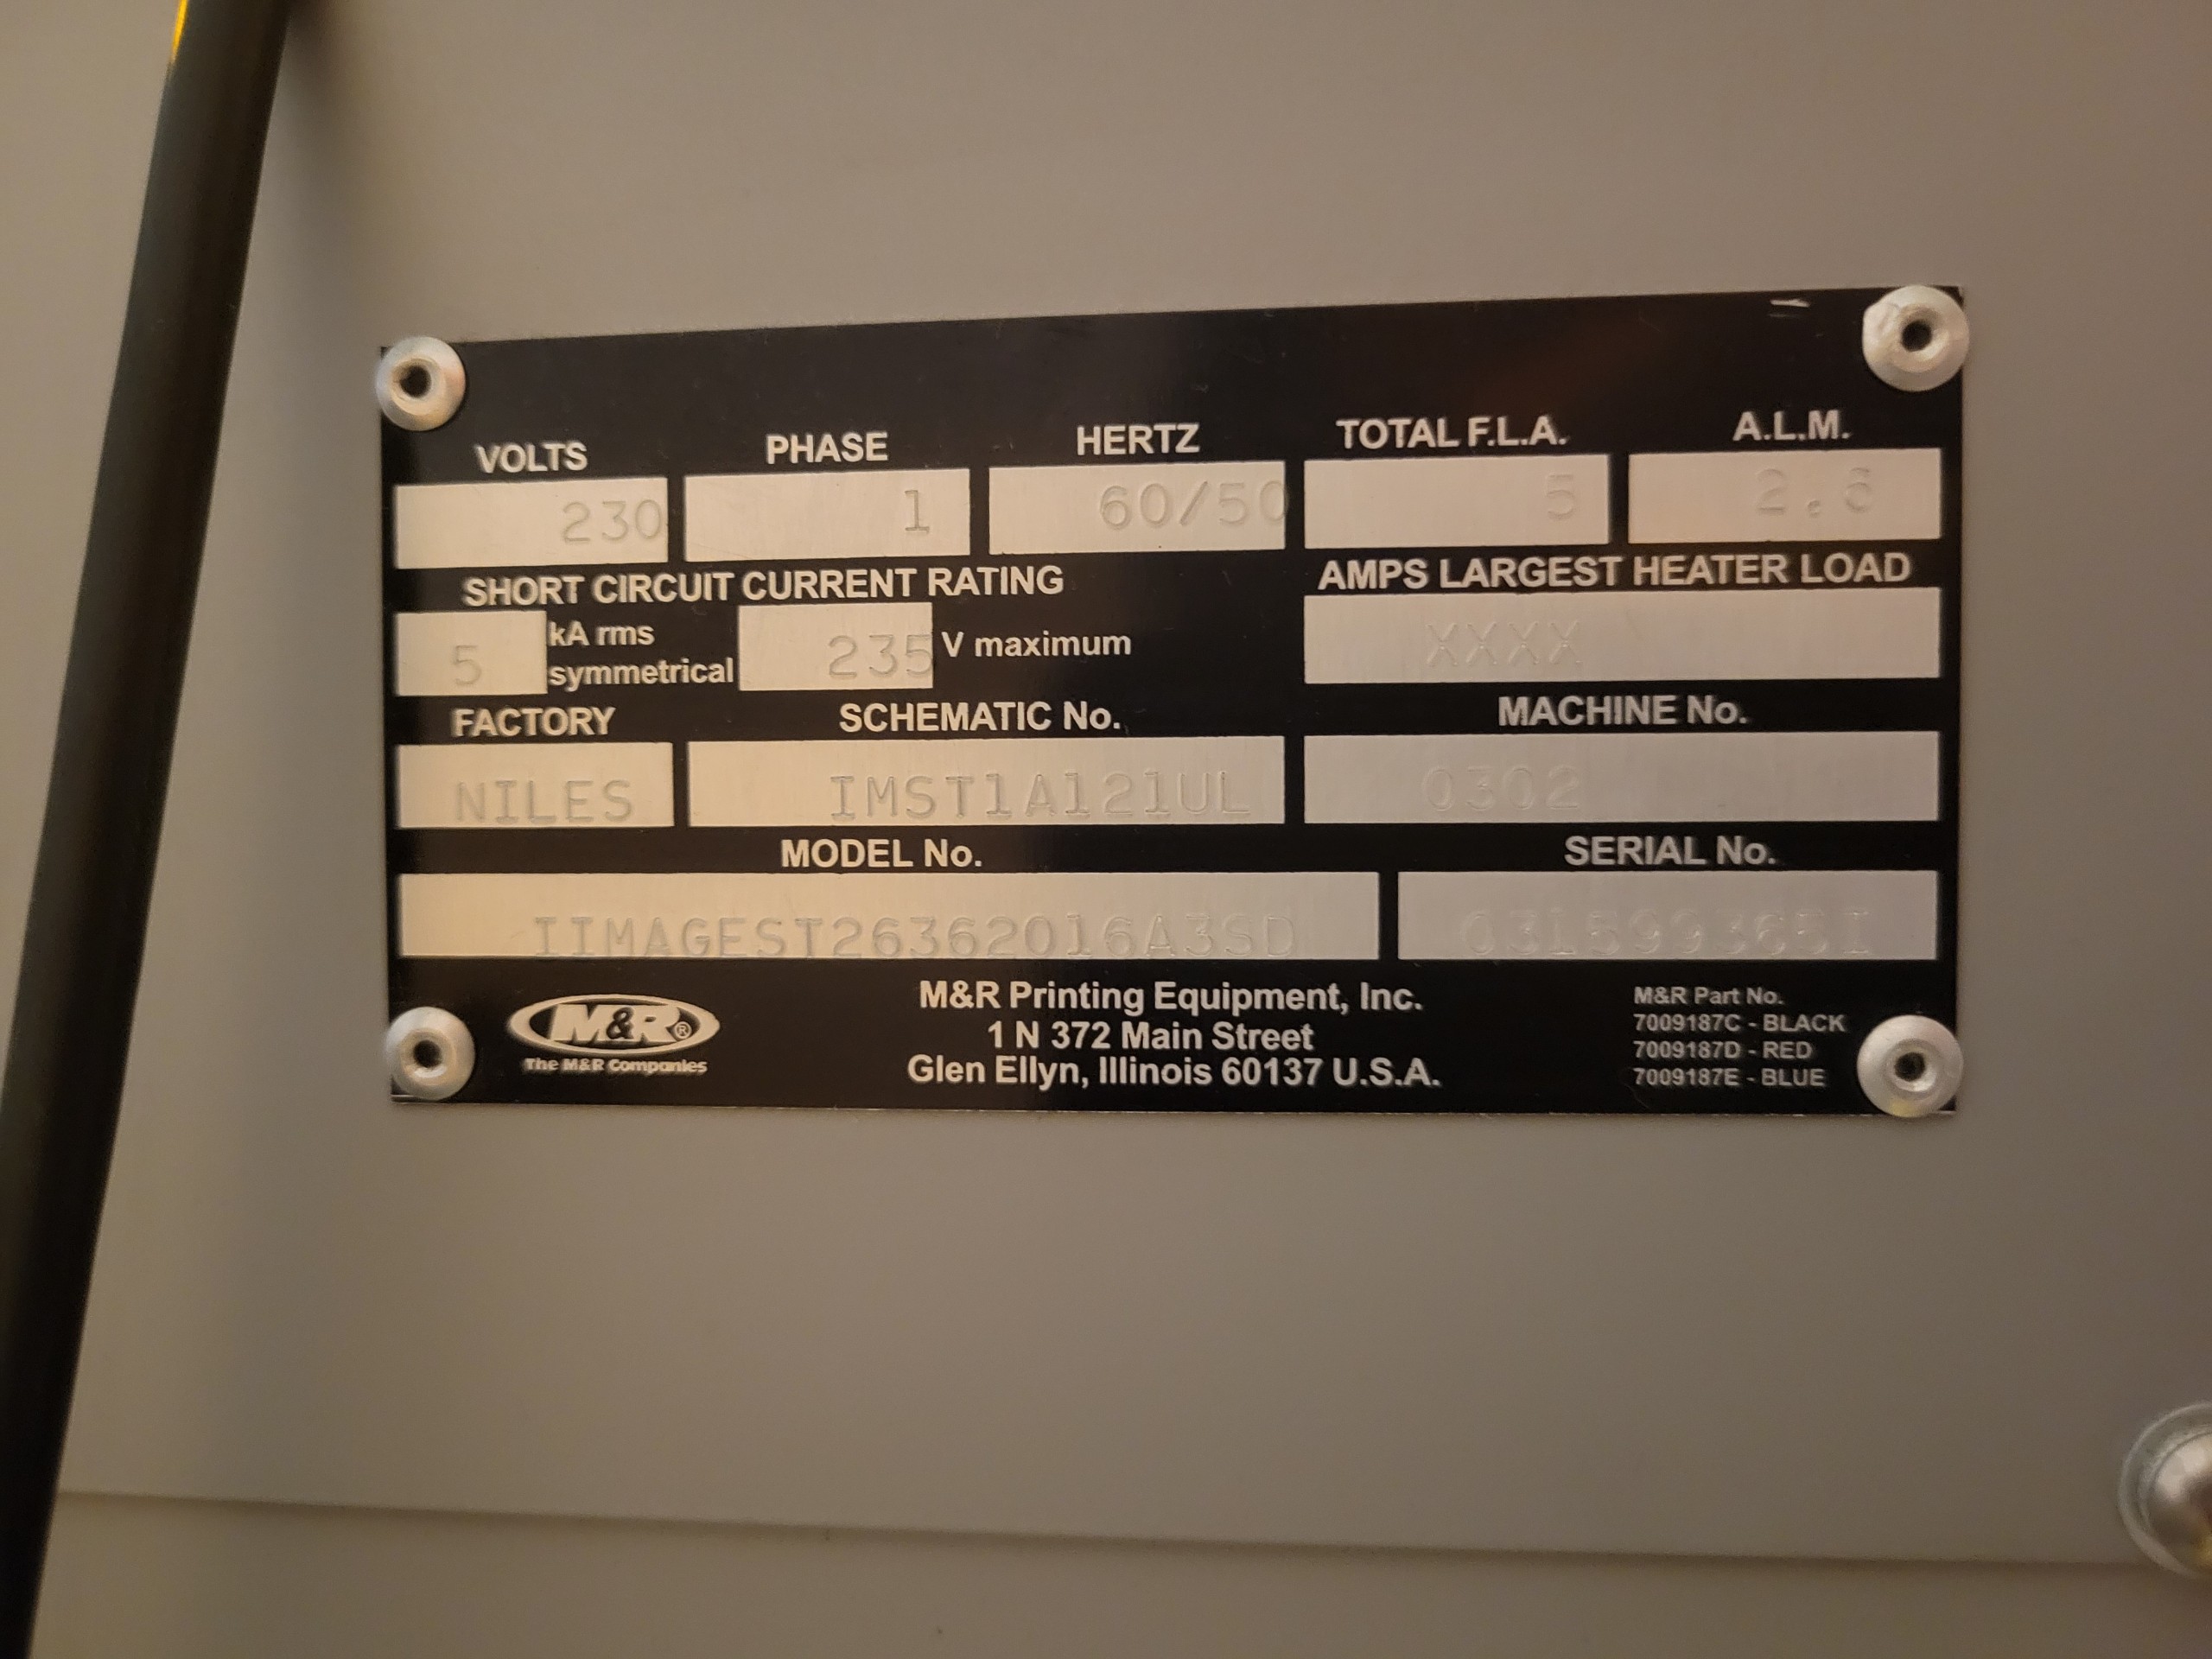 VOLTS PHASE HERTZ TOTAL F.L.A. A.L.M.
230 1 60/50 5
SHORT CIRCUIT CURRENT RATING AMPS LARGEST HEATER LOAD
5 kA rms symmetrical 235 V maximum XXXX
FACTORY SCHEMATIC No. MACHINE No.
NILES IMST1A121UL 0302
MODEL No. SERIAL No.
IIMAGEST26362016A3SD
M&R®
The M&R Companies
M&R Printing Equipment, Inc.
1 N 372 Main Street
Glen Ellyn, Illinois 60137 U.S.A.
M&R Part No.
7009187C - BLACK
7009187D - RED
7009187E - BLUE